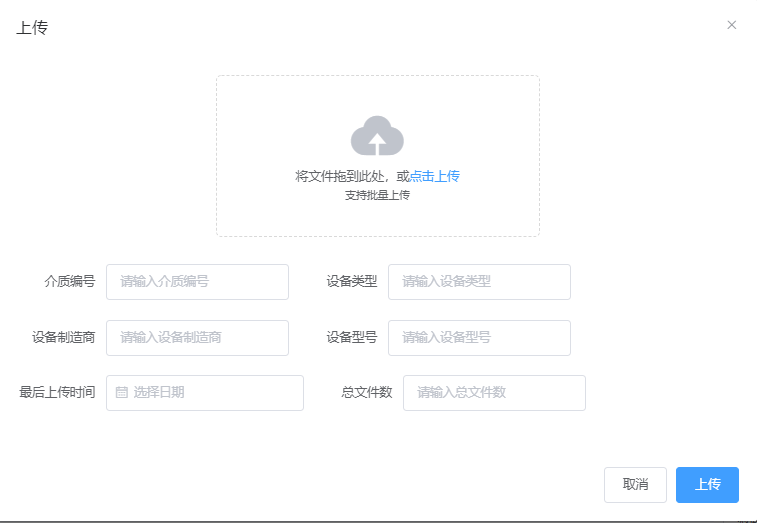 上传
将文件拖到此处，或点击上传
支持批量上传
介质编号 请输入介质编号 设备类型 请输入设备类型
设备制造商 请输入设备制造商 设备型号 请输入设备型号
最后上传时间 选择日期 总文件数 请输入总文件数
取消 上传